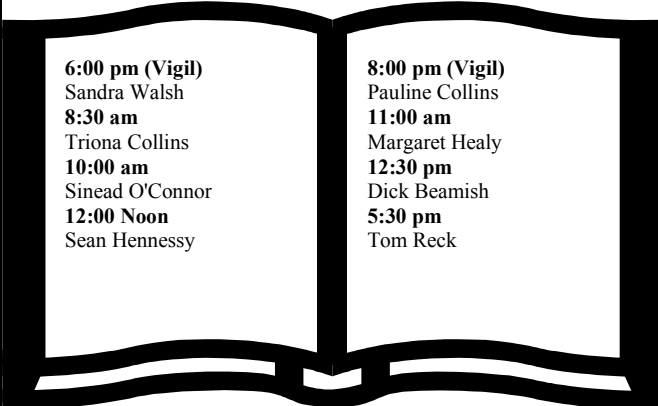 6:00 pm (Vigil)
Sandra Walsh
8:30 am
Triona Collins
10:00 am
Sinead O'Connor
12:00 Noon
Sean Hennessy
8:00 pm (Vigil)
Pauline Collins
11:00 am
Margaret Healy
12:30 pm
Dick Beamish
5:30 pm
Tom Reck